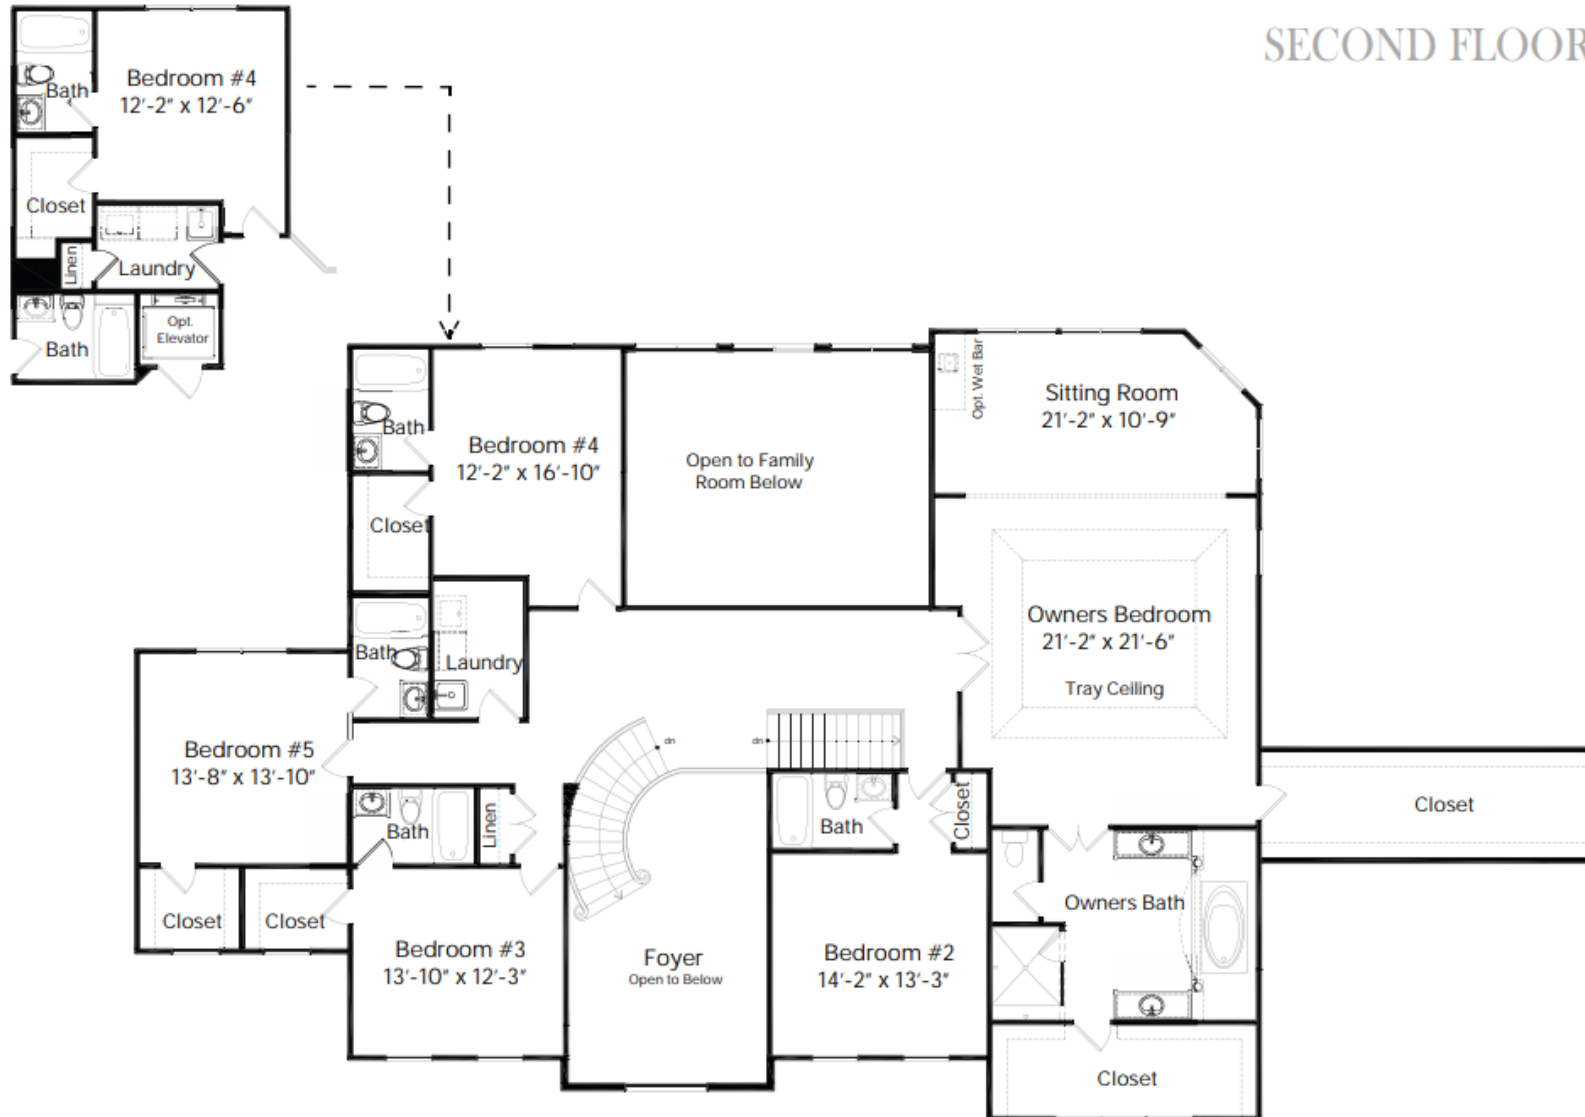 SECOND FLOOR
Bedroom #4
12'-2" x 12'-6"
Bath
Closet
Linen
Laundry
Opt.
Elevator
Bath
Opt. Wet Bar
Sitting Room
21'-2" x 10'-9"
Bath
Bedroom #4
12'-2" x 16'-10"
Open to Family
Room Below
Closet
Owners Bedroom
21'-2" x 21'-6"
Tray Ceiling
Bath
Laundry
Bedroom #5
13'-8" x 13'-10"
dn
dn
Closet
Bath
Linen
Bath
Closet
Closet
Closet
Owners Bath
Bedroom #3
13'-10" x 12'-3"
Foyer
Open to Below
Bedroom #2
14'-2" x 13'-3"
Closet